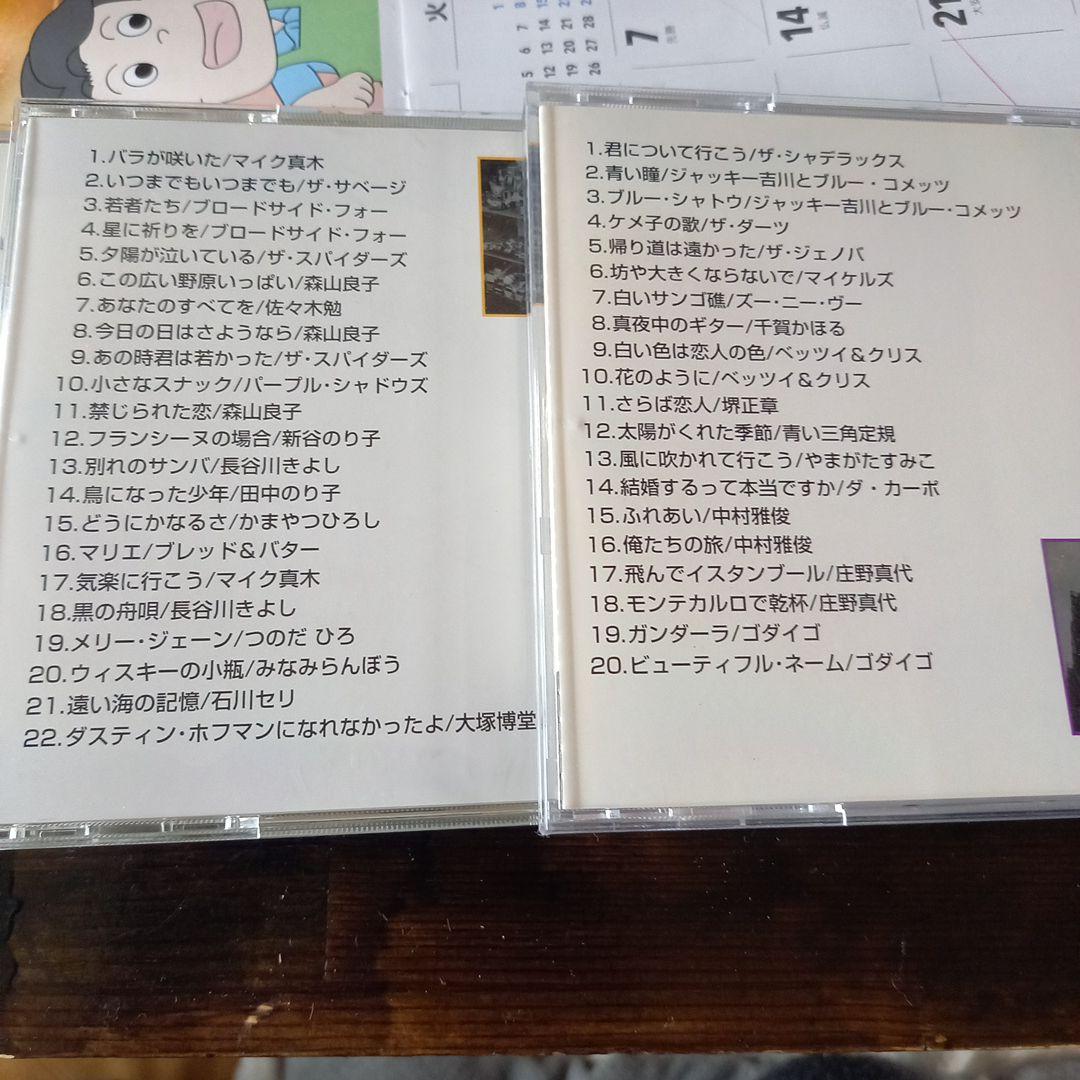 火
7
14
仏滅
21
1.バラが咲いた/マイク真木
2.いつまでもいつまでも/ザ・サベージ
3.若者たち/ブロードサイド・フォー
4.星に祈りを/ブロードサイド・フォー
5.夕陽が泣いている/ザ・スパイダーズ
6.この広い野原いっぱい/森山良子
7.あなたのすべてを/佐々木勉
8.今日の日はさようなら/森山良子
9.あの時君は若かった/ザ・スパイダーズ
10.小さなスナック/パープル・シャドウズ
11.禁じられた恋/森山良子
12.フランシーヌの場合/新谷のり子
13.別れのサンバ/長谷川きよし
14.鳥になった少年/田中のり子
15.どうにかなるさ/かまやつひろし
16.マリエ/ブレッド&バター
17.気楽に行こう/マイク真木
18.黒の舟唄/長谷川きよし
19.メリー・ジェーン/つのだ ひろ
20.ウィスキーの小瓶/みなみらんぼう
21.遠い海の記憶/石川セリ
22.ダスティン・ホフマンになれなかったよ/大塚博堂
1.君について行こう/ザ・シャデラックス
2.青い瞳/ジャッキー吉川とブルー・コメッツ
3.ブルー・シャトウ/ジャッキー吉川とブルー・コメッツ
4.ケメ子の歌/ザ・ダーツ
5.帰り道は遠かった/ザ・ジェノバ
6.坊や大きくならないで/マイケルズ
7.白いサンゴ礁/ズー・ニー・ヴー
8.真夜中のギター/千賀かほる
9.白い色は恋人の色/ベッツイ&クリス
10.花のように/ベッツイ&クリス
11.さらば恋人/堺正章
12.太陽がくれた季節/青い三角定規
13.風に吹かれて行こう/やまがたすみこ
14.結婚するって本当ですか/ダ・カーポ
15.ふれあい/中村雅俊
16.俺たちの旅/中村雅俊
17.飛んでイスタンブール/庄野真代
18.モンテカルロで乾杯/庄野真代
19.ガンダーラ/ゴダイゴ
20.ビューティフル・ネーム/ゴダイゴ